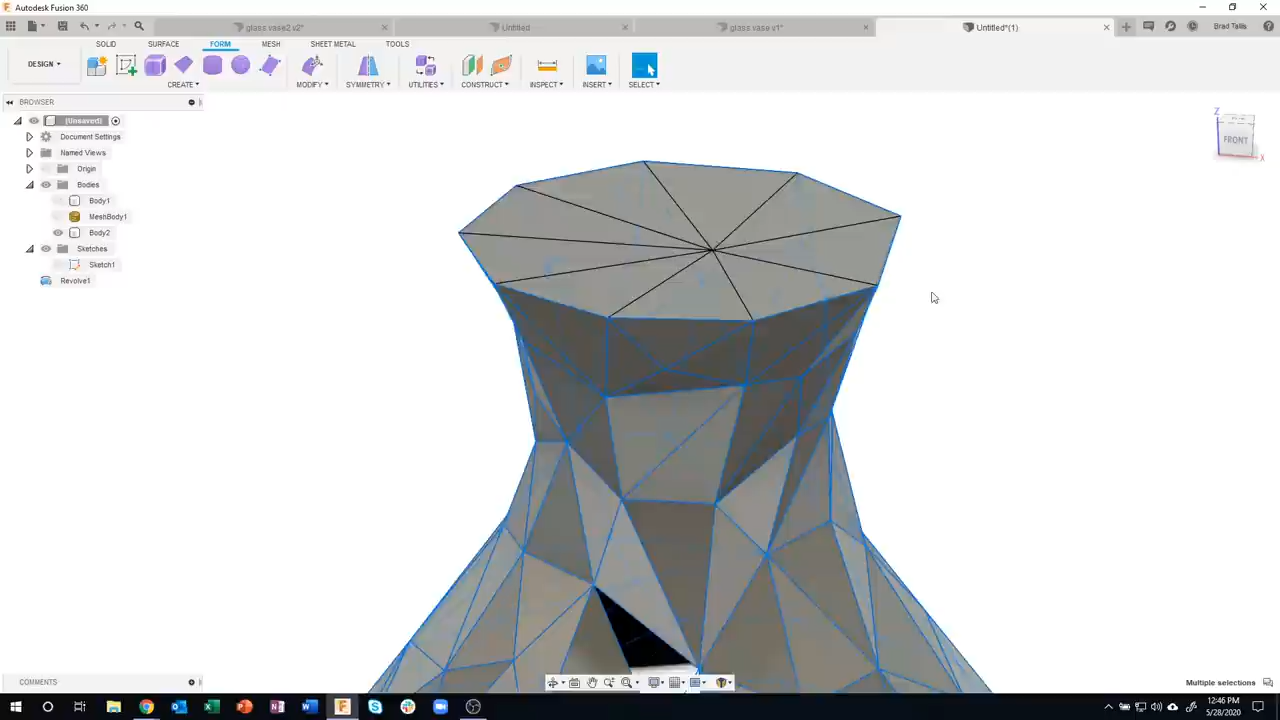 Autodesk Fusion 360
glass vase2 v2*
Untitled
glass vase v1*
Untitled*(1)
Brad Tallis
SOLID SURFACE FORM MESH SHEET METAL TOOLS
DESIGN
CREATE MODIFY SYMMETRY UTILITIES CONSTRUCT INSPECT INSERT SELECT
BROWSER
(Unsaved)
Document Settings
Named Views
Origin
Bodies
Body1
MeshBody1
Body2
Sketches
Sketch1
Revolve1
Z
FRONT
X
COMMENTS
Multiple selections
12:46 PM
5/28/2020